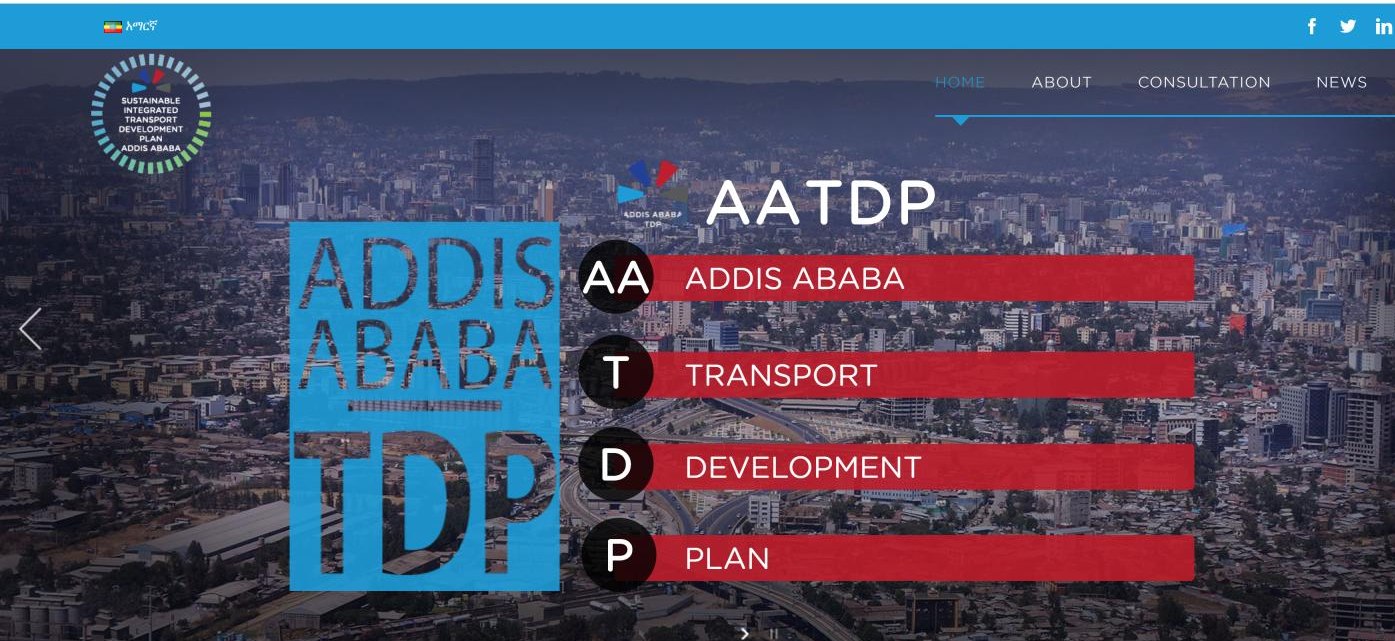 አማርኛ
f
in
SUSTAINABLE
INTEGRATED
TRANSPORT
DEVELOPMENT
PLAN
ADDIS ABABA
HOME
ABOUT
CONSULTATION
NEWS
ADDIS ABABA
TDP
AATDP
ADDIS
ABABA
TDP
AA ADDIS ABABA
T TRANSPORT
D DEVELOPMENT
P PLAN